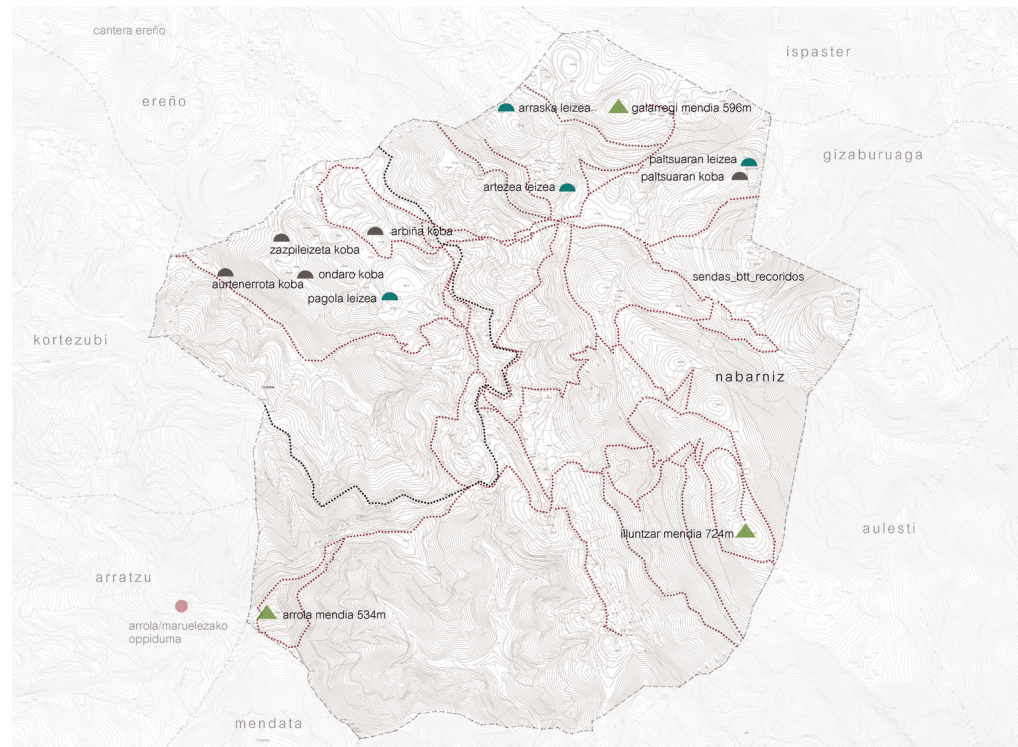 cantera ereño
ispaster
ereño
arraska leizea
galarregi mendia 596m
gizaburuaga
paltsuaran leizea
paltsuaran koba
artezea leizea
arbiña koba
zazpileizeta koba
ondaro koba
aurtenerrota koba
pagola leizea
sendas_btt_recoridos
kortezubi
nabarniz
aulesti
illuntzar mendia 724m
arratzu
arrola mendia 534m
arrola/maruelezako
oppiduma
mendata